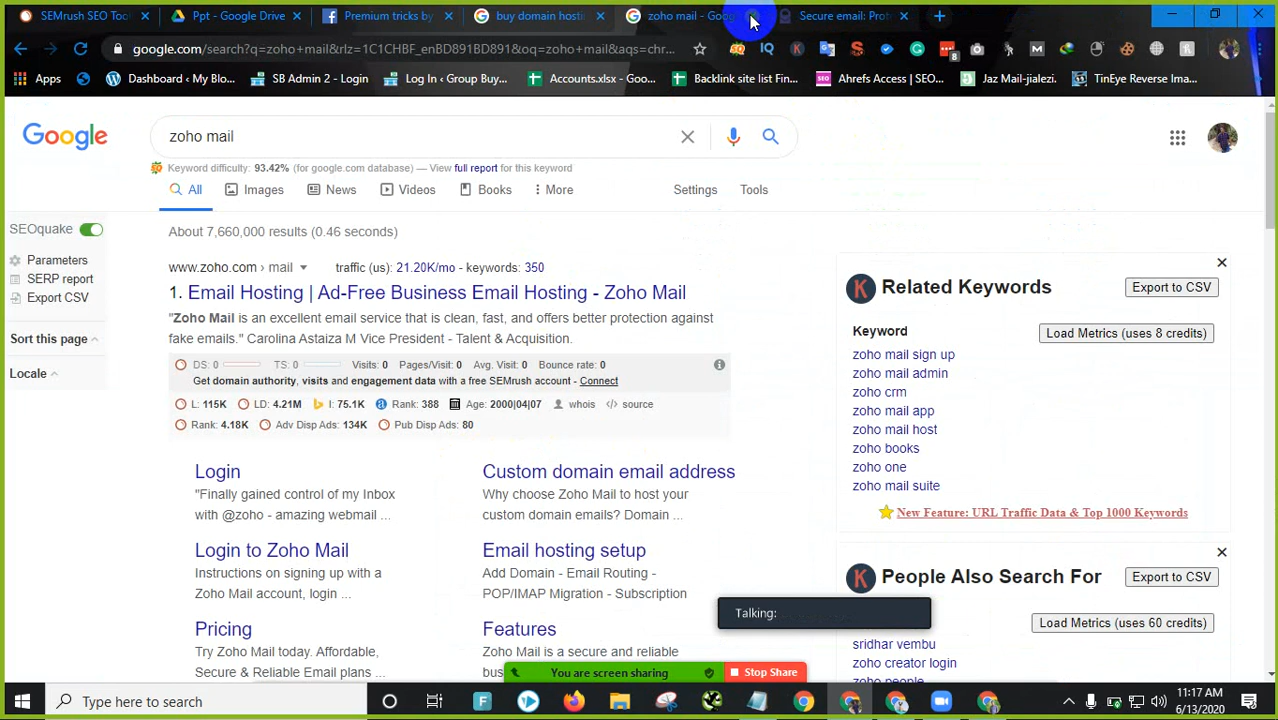 SEMrush SEO Tool
Ppt - Google Drive
Premium tricks by
buy domain hosti
zoho mail - Goo
Secure email: Prot
google.com/search?q=zoho+mail&rlz=1C1CHBF_enBD891BD891&oq=zoho+mail&aqs=chr...
IQ
8
Apps
Dashboard ‹ My Blo...
SB Admin 2 - Login
Log In ‹ Group Buy...
Accounts.xlsx - Goo...
Backlink site list Fin...
Ahrefs Access | SEO...
Jaz Mail-jialezi.
TinEye Reverse Ima...
Google
zoho mail
Keyword difficulty: 93.42% (for google.com database) — View full report for this keyword
All
Images
News
Videos
Books
More
Settings
Tools
SEOquake
About 7,660,000 results (0.46 seconds)
Parameters
SERP report
Export CSV
Sort this page
Locale
www.zoho.com › mail
traffic (us): 21.20K/mo - keywords: 350
1. Email Hosting | Ad-Free Business Email Hosting - Zoho Mail
"Zoho Mail is an excellent email service that is clean, fast, and offers better protection against
fake emails." Carolina Astaiza M Vice President - Talent & Acquisition.
DS: 0
TS: 0
Visits: 0
Pages/Visit: 0
Avg. Visit: 0
Bounce rate: 0
Get domain authority, visits and engagement data with a free SEMrush account - Connect
L: 115K
LD: 4.21M
I: 75.1K
Rank: 388
Age: 2000|04|07
whois
source
Rank: 4.18K
Adv Disp Ads: 134K
Pub Disp Ads: 80
Login
"Finally gained control of my Inbox
with @zoho - amazing webmail ...
Custom domain email address
Why choose Zoho Mail to host your
custom domain emails? Domain ...
Login to Zoho Mail
Instructions on signing up with a
Zoho Mail account, login ...
Email hosting setup
Add Domain - Email Routing -
POP/IMAP Migration - Subscription
Pricing
Try Zoho Mail today. Affordable,
Secure & Reliable Email plans ...
Features
Zoho Mail is a secure and reliable
Related Keywords
Export to CSV
Keyword
Load Metrics (uses 8 credits)
zoho mail sign up
zoho mail admin
zoho crm
zoho mail app
zoho mail host
zoho books
zoho one
zoho mail suite
New Feature: URL Traffic Data & Top 1000 Keywords
People Also Search For
Export to CSV
Load Metrics (uses 60 credits)
sridhar vembu
zoho creator login
zoho people
Talking:
You are screen sharing
Stop Share
Type here to search
11:17 AM
6/13/2020